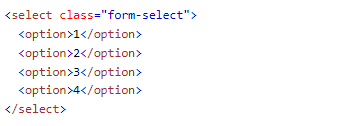 <select class="form-select">
  <option>1</option>
  <option>2</option>
  <option>3</option>
  <option>4</option>
</select>